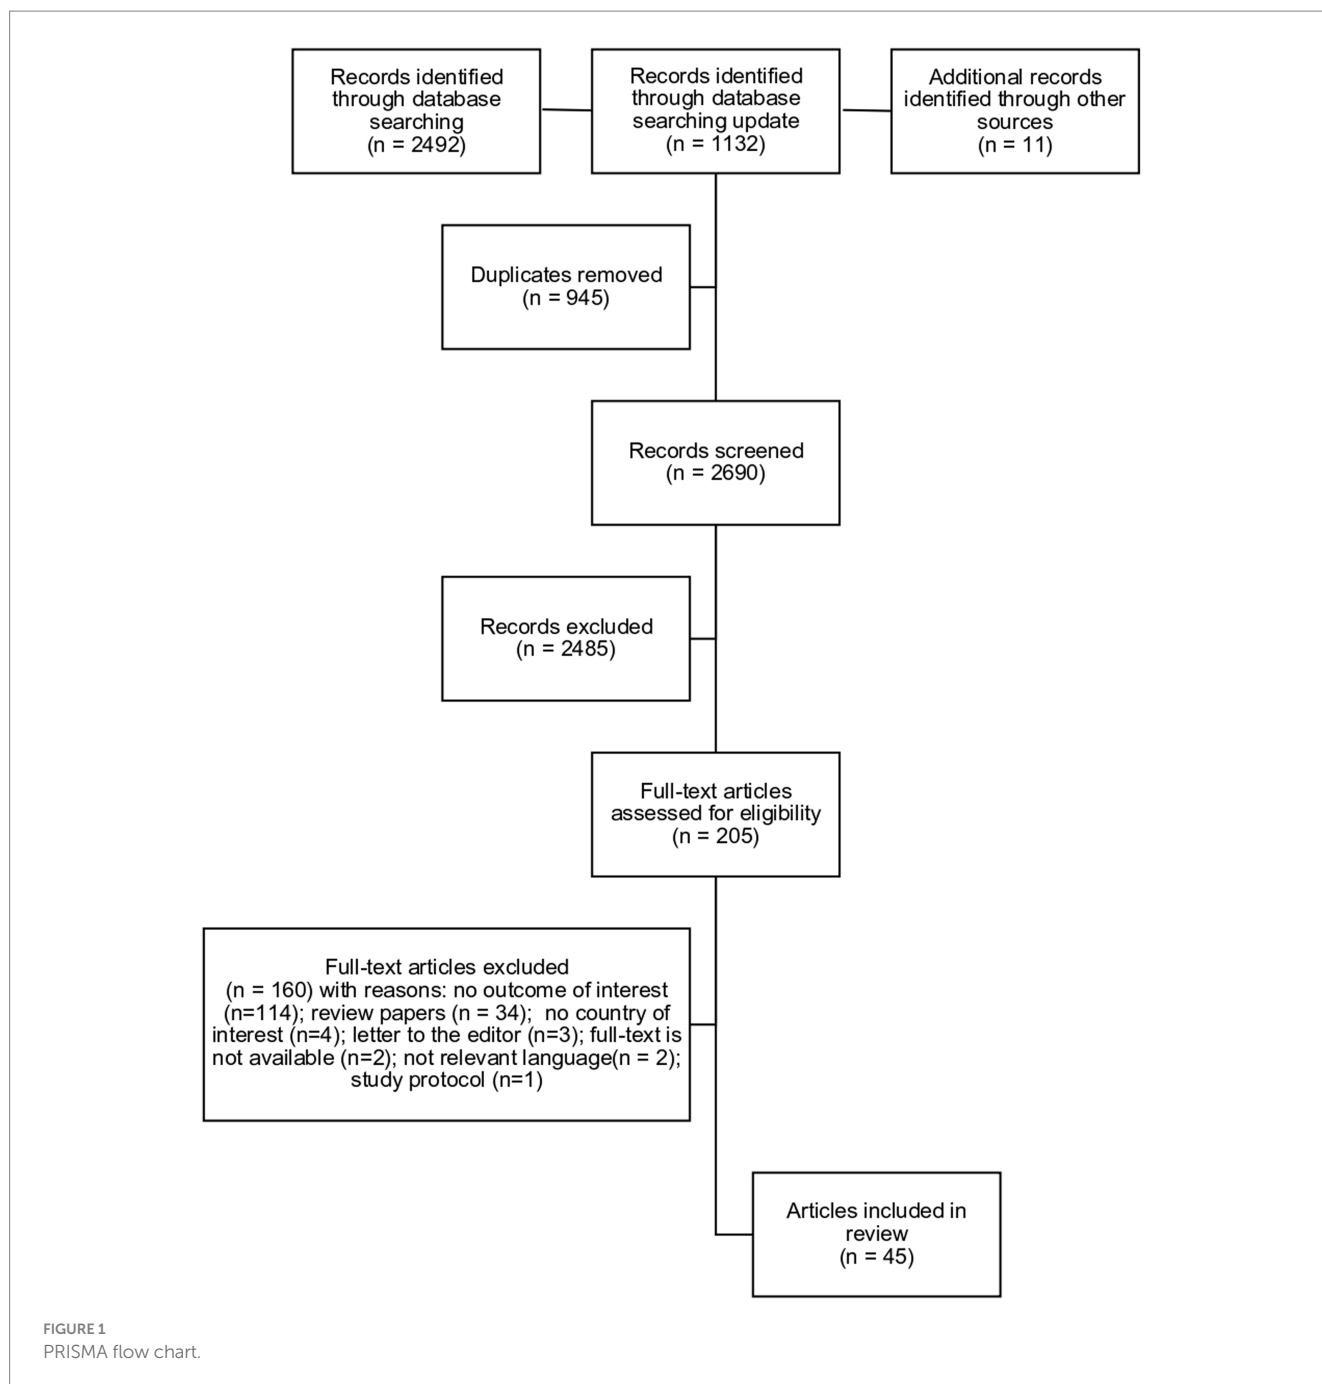 Records identified
through database
searching
(n = 2492)
Records identified
through database
searching update
(n = 1132)
Additional records
identified through other
sources
(n = 11)
Duplicates removed
(n = 945)
Records screened
(n = 2690)
Records excluded
(n = 2485)
Full-text articles
assessed for eligibility
(n = 205)
Full-text articles excluded
(n = 160) with reasons: no outcome of interest
(n=114); review papers (n = 34);  no country of
interest (n=4); letter to the editor (n=3); full-text is
not available (n=2); not relevant language(n = 2);
study protocol (n=1)
Articles included in
review
(n = 45)
FIGURE 1
PRISMA flow chart.